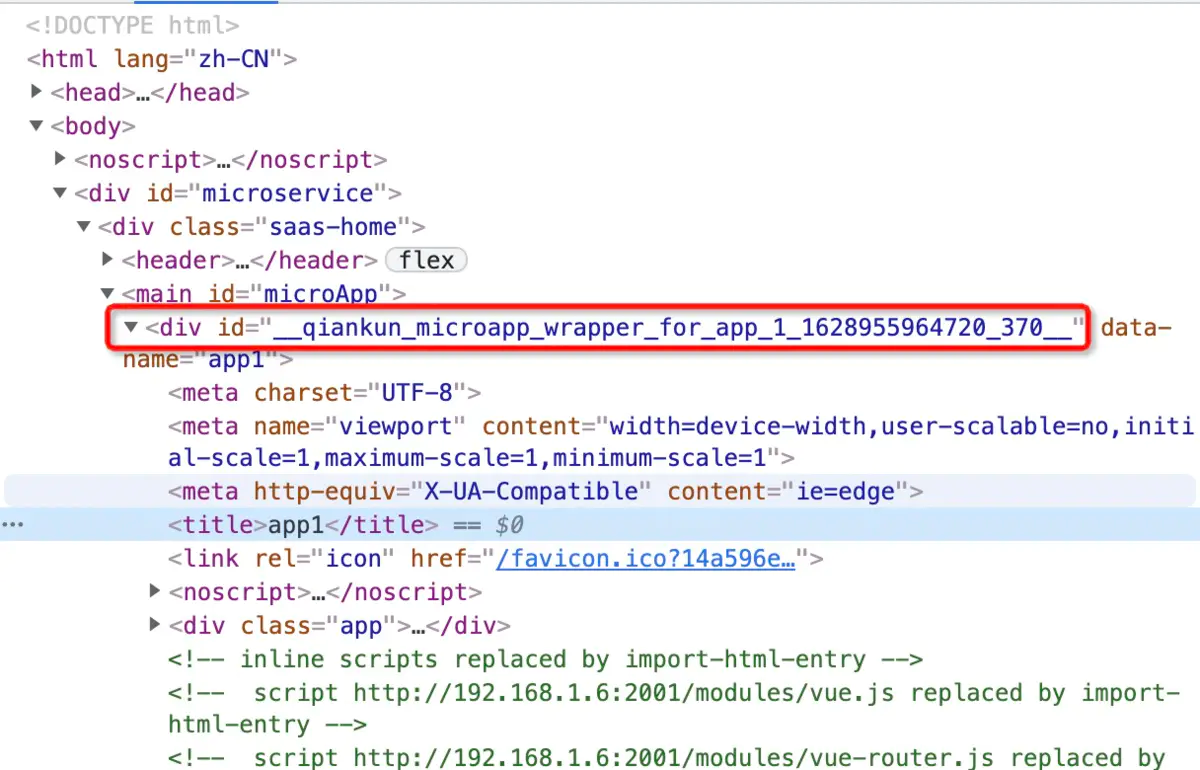 <!DOCTYPE html>
<html lang="zh-CN">
<head>…</head>
<body>
<noscript>…</noscript>
<div id="microservice">
<div class="saas-home">
<header>…</header> flex
<main id="microApp">
<div id="__qiankun_microapp_wrapper_for_app_1_1628955964720_370__" data-
name="app1">
<meta charset="UTF-8">
<meta name="viewport" content="width=device-width,user-scalable=no,initi
al-scale=1,maximum-scale=1,minimum-scale=1">
<meta http-equiv="X-UA-Compatible" content="ie=edge">
… <title>app1</title> == $0
<link rel="icon" href="/favicon.ico?14a596e…">
<noscript>…</noscript>
<div class="app">…</div>
<!-- inline scripts replaced by import-html-entry -->
<!--  script http://192.168.1.6:2001/modules/vue.js replaced by import-
html-entry -->
<!--  script http://192.168.1.6:2001/modules/vue-router.js replaced by